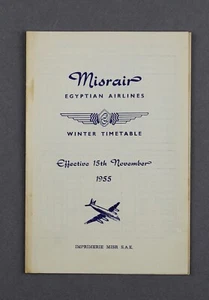 Misrair
EGYPTIAN AIRLINES
WINTER TIMETABLE
Effective 15th November
1955
IMPRIMERIE MISR S.A.E.